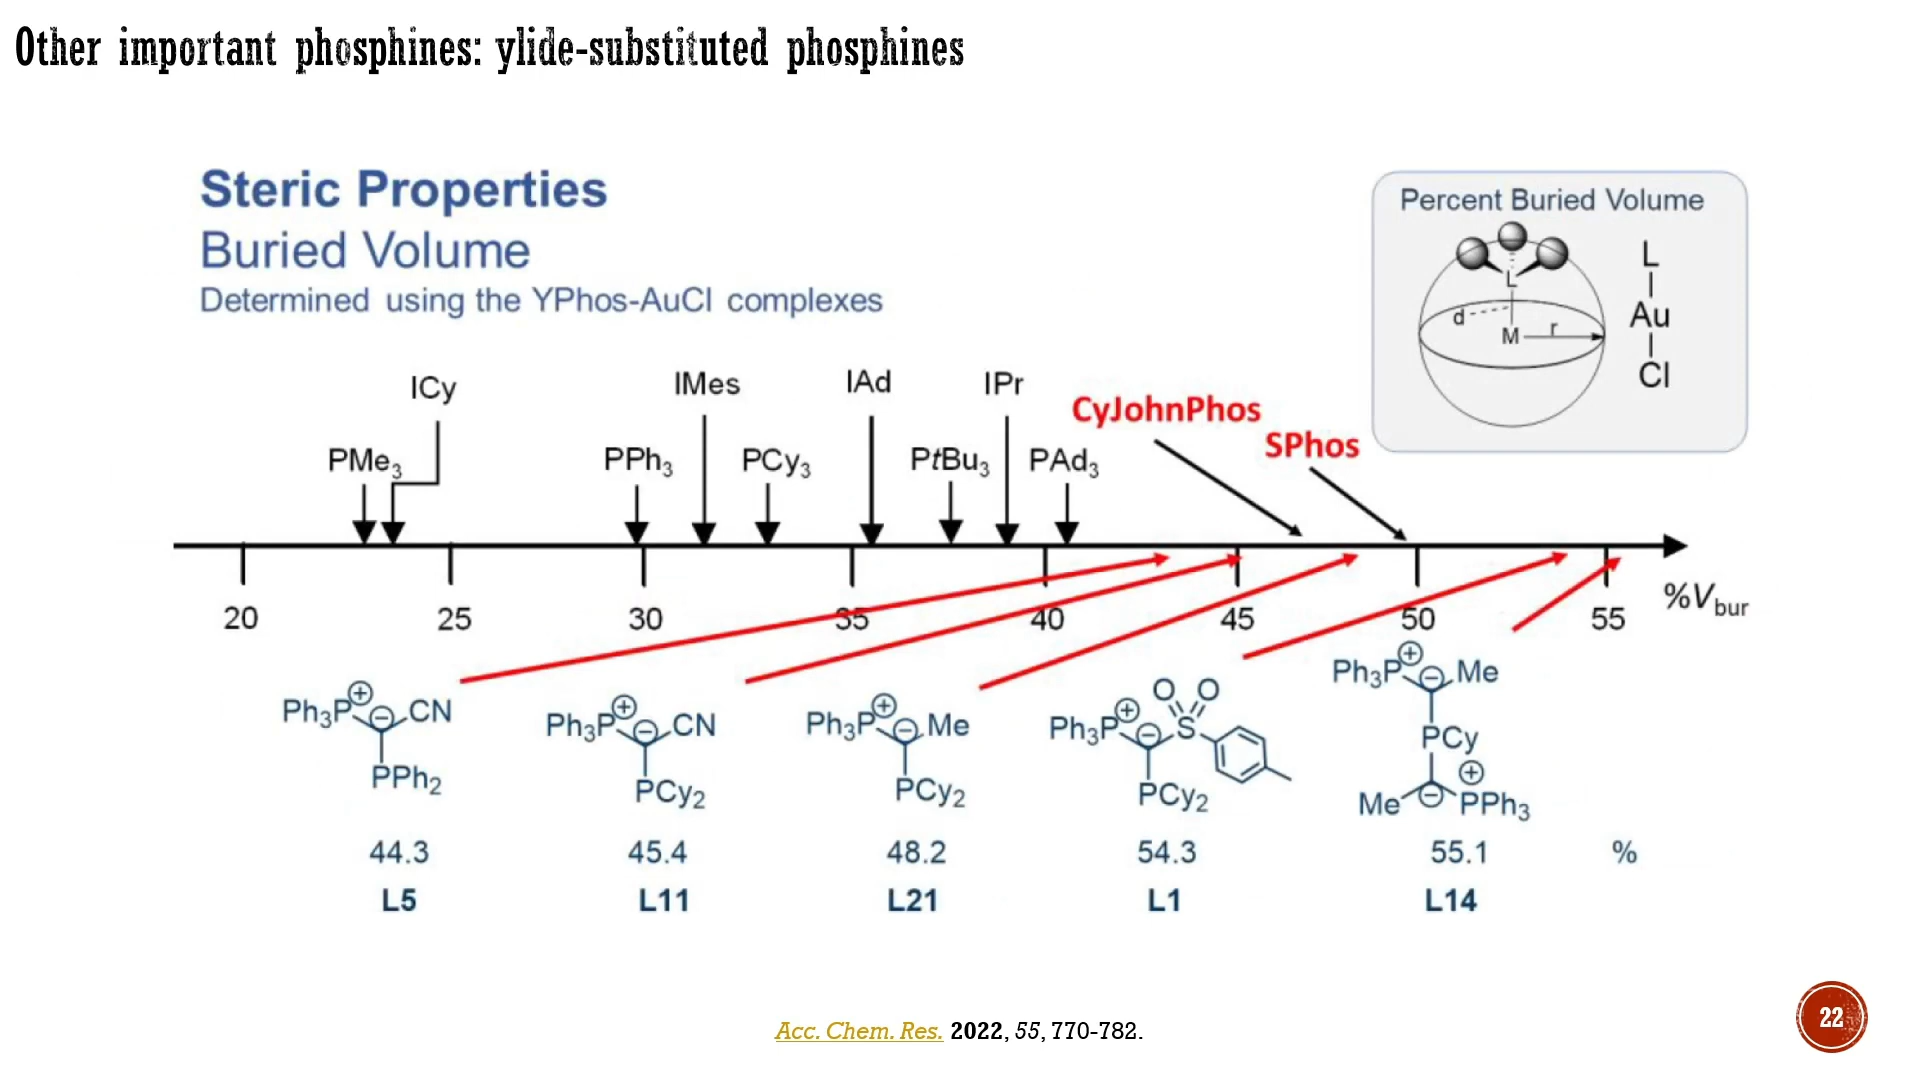 Other important phosphines: ylide-substituted phosphines
Steric Properties
Buried Volume
Determined using the YPhos-AuCl complexes
Percent Buried Volume
L
d
M
r
L
Au
Cl
ICy
IMes
IAd
IPr
CyJohnPhos
SPhos
PMe₃
PPh₃
PCy₃
PtBu₃
PAd₃
20
25
30
35
40
45
50
55
%V_bur
Ph₃P ⊕ ⊖ CN
PPh₂
Ph₃P ⊕ ⊖ CN
PCy₂
Ph₃P ⊕ ⊖ Me
PCy₂
Ph₃P ⊕ ⊖ S O O
PCy₂
Ph₃P ⊕ ⊖ Me
PCy
Me ⊖ ⊕ PPh₃
44.3 45.4 48.2 54.3 55.1 %
L5 L11 L21 L1 L14
Acc. Chem. Res. 2022, 55, 770-782.
22